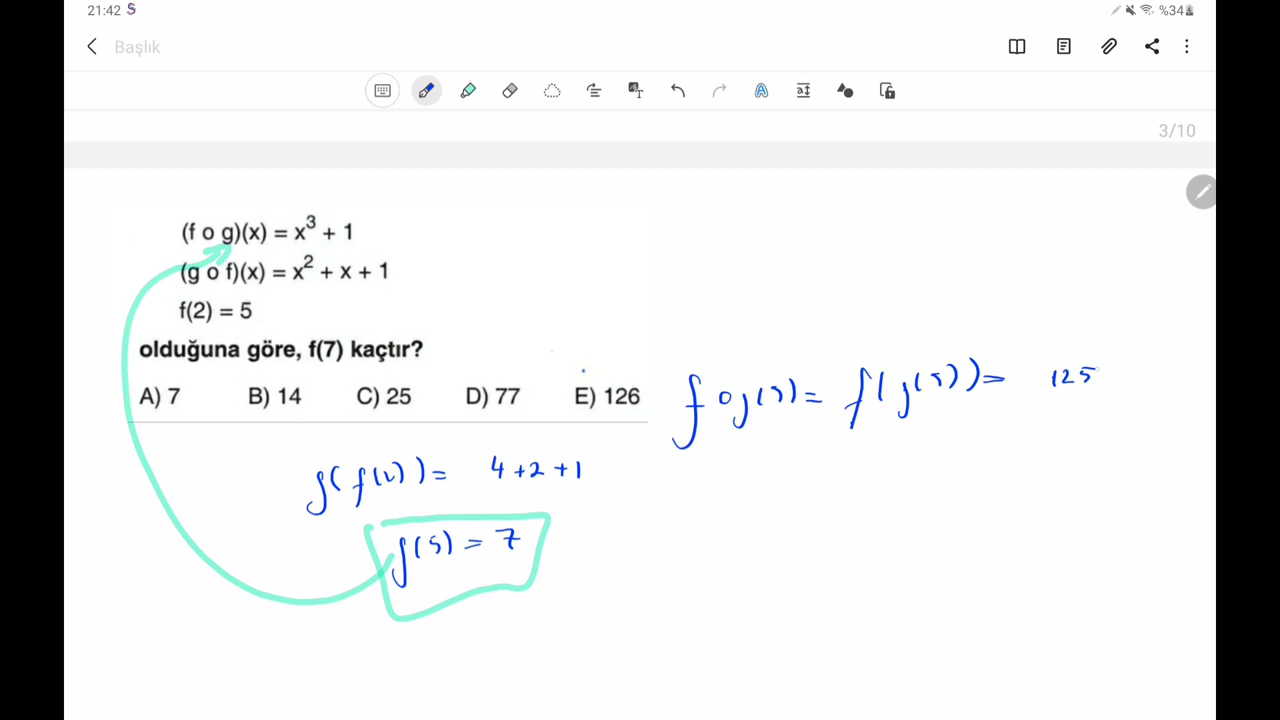 21:42 S
%34
Başlık
3/10
(f o g)(x) = x³ + 1
(g o f)(x) = x² + x + 1
f(2) = 5
olduğuna göre, f(7) kaçtır?
A) 7 B) 14 C) 25 D) 77 E) 126
fog(5) = f(g(5)) = 125
g(f(2)) = 4+2+1
g(5) = 7